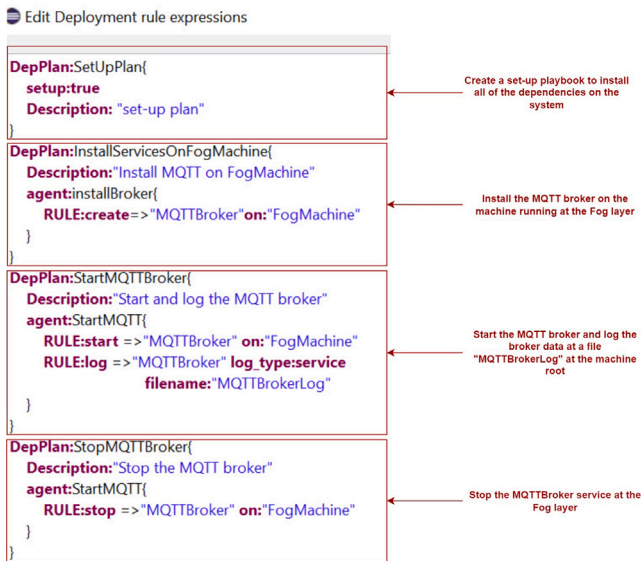 Edit Deployment rule expressions
DepPlan:SetUpPlan{
setup:true
Description: "set-up plan"
}
Create a set-up playbook to install
all of the dependencies on the
system
DepPlan:InstallServicesOnFogMachine{
Description:"Install MQTT on FogMachine"
agent:installBroker{
RULE:create=>"MQTTBroker"on:"FogMachine"
}
}
Install the MQTT broker on the
machine running at the Fog layer
DepPlan:StartMQTTBroker{
Description:"Start and log the MQTT broker"
agent:StartMQTT{
RULE:start =>"MQTTBroker" on:"FogMachine"
RULE:log =>"MQTTBroker" log_type:service
filename:"MQTTBrokerLog"
}
}
Start the MQTT broker and log the
broker data at a file
"MQTTBrokerLog" at the machine
root
DepPlan:StopMQTTBroker{
Description:"Stop the MQTT broker"
agent:StartMQTT{
RULE:stop =>"MQTTBroker" on:"FogMachine"
}
}
Stop the MQTTBroker service at the
Fog layer